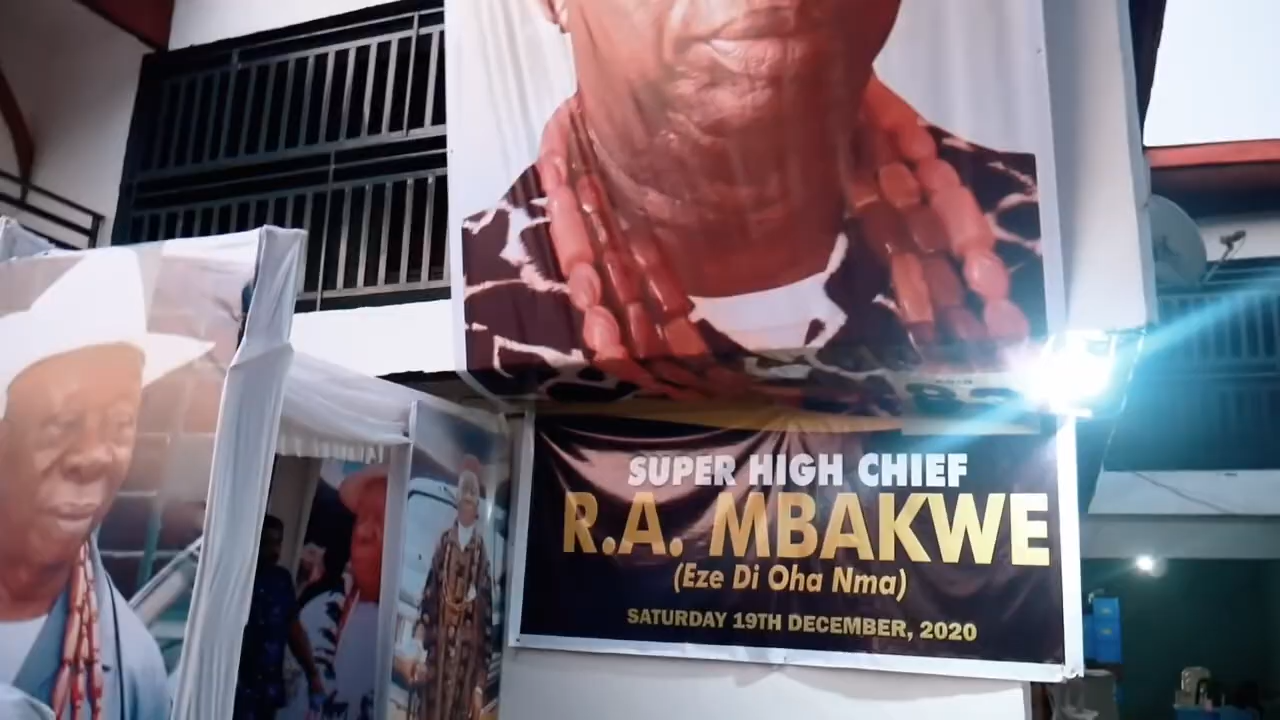 SUPER HIGH CHIEF
R.A. MBAKWE
(Eze Di Oha Nma)
SATURDAY 19TH DECEMBER, 2020